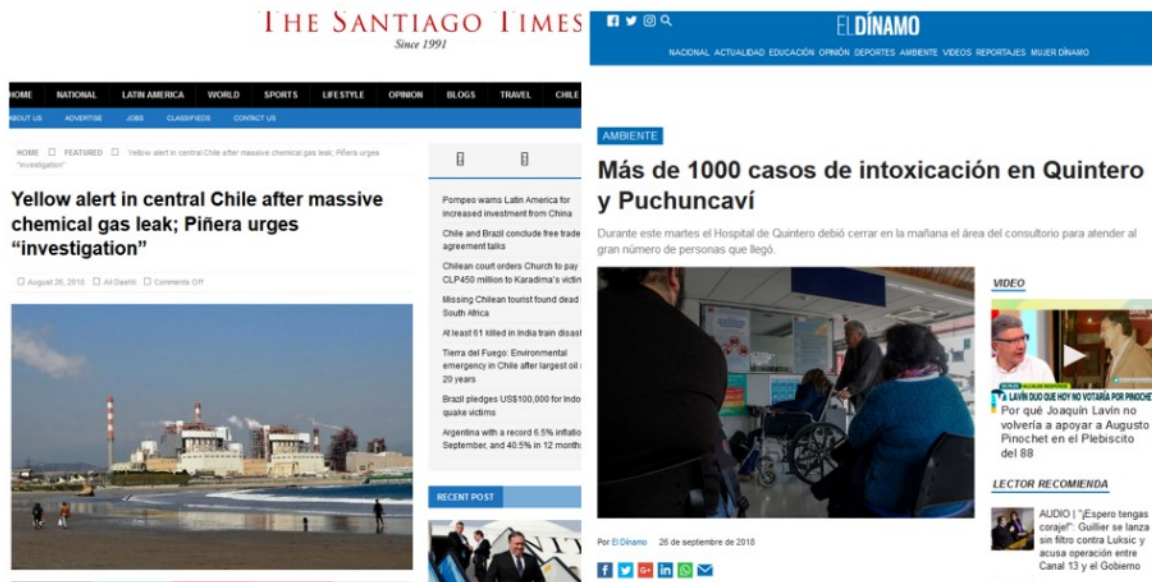 THE SANTIAGO TIMES
Since 1991
HOME NATIONAL LATIN AMERICA WORLD SPORTS LIFESTYLE OPINION BLOGS TRAVEL CHILE
ABOUT US ADVERTISE JOBS CLASSIFIEDS CONTACT US
HOME FEATURED Yellow alert in central Chile after massive chemical gas leak; Piñera urges
"investigation"
Yellow alert in central Chile after massive
chemical gas leak; Piñera urges
“investigation”
August 26, 2018 Ali Dashti Comments Off
Pompeo warns Latin America for
increased investment from China
Chile and Brazil conclude free trade
agreement talks
Chilean court orders Church to pay
CLP450 million to Karadima's victim
Missing Chilean tourist found dead
South Africa
At least 61 killed in India train disast
Tierra del Fuego: Environmental
emergency in Chile after largest oil
20 years
Brazil pledges US$100,000 for Indo
quake victims
Argentina with a record 6.5% inflatio
September, and 40.5% in 12 month
RECENT POST
EL DÍNAMO
NACIONAL ACTUALIDAD EDUCACIÓN OPINIÓN DEPORTES AMBIENTE VIDEOS REPORTAJES MUJER DÍNAMO
AMBIENTE
Más de 1000 casos de intoxicación en Quintero
y Puchuncaví
Durante este martes el Hospital de Quintero debió cerrar en la mañana el área del consultorio para atender al
gran número de personas que llegó.
Por El Dínamo 26 de septiembre de 2018
VIDEO
LAVÍN DIJO QUE HOY NO VOTARÍA POR PINOCHET
Por qué Joaquín Lavín no
volvería a apoyar a Augusto
Pinochet en el Plebiscito
del 88
LECTOR RECOMIENDA
AUDIO | "¡Espero tengas
coraje!": Guillier se lanza
sin filtro contra Luksic y
acusa operación entre
Canal 13 y el Gobierno